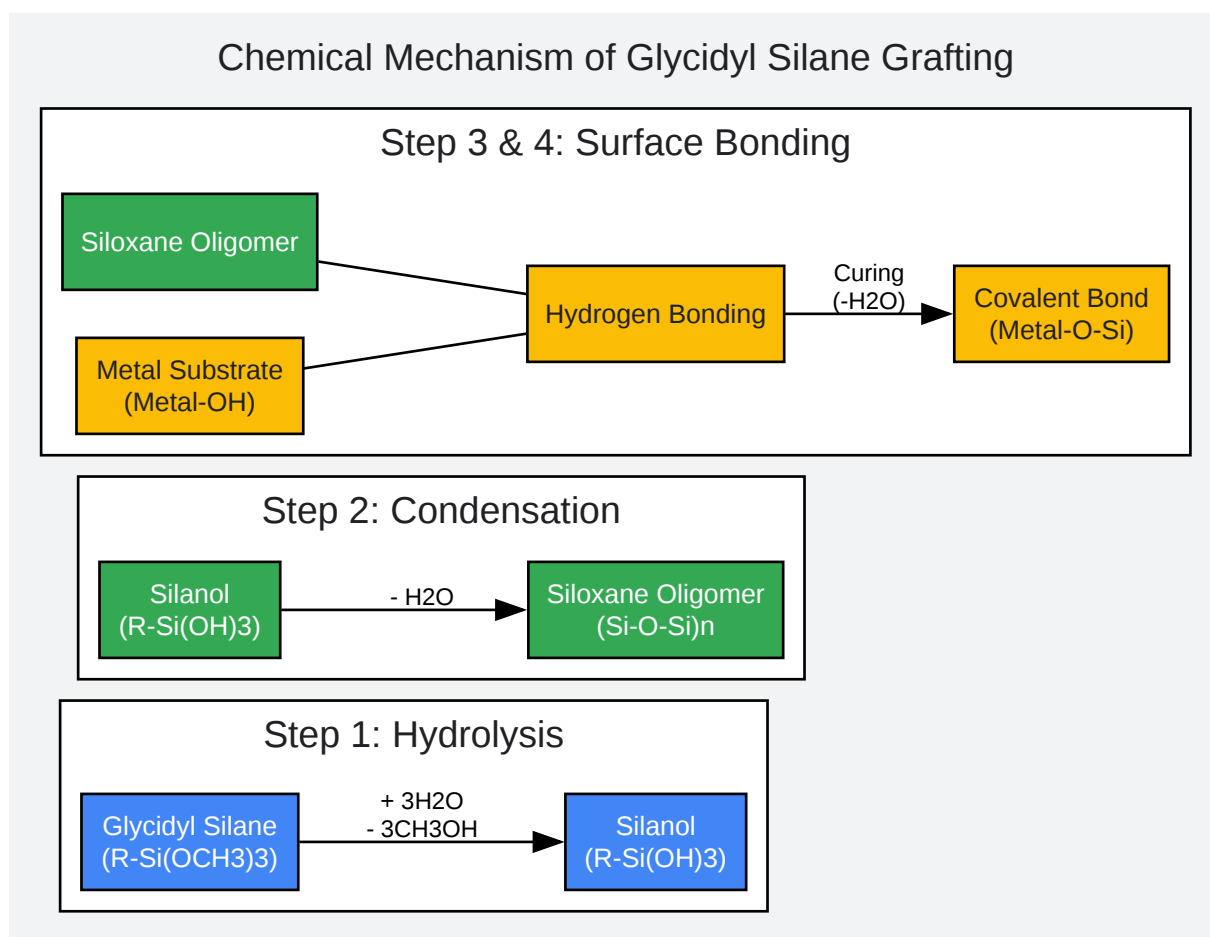 Chemical Mechanism of Glycidyl Silane Grafting
Step 3 & 4: Surface Bonding
Siloxane Oligomer
Metal Substrate
(Metal-OH)
Hydrogen Bonding
Curing
(-H2O)
Covalent Bond
(Metal-O-Si)
Step 2: Condensation
Silanol
(R-Si(OH)3)
- H2O
Siloxane Oligomer
(Si-O-Si)n
Step 1: Hydrolysis
Glycidyl Silane
(R-Si(OCH3)3)
+ 3H2O
- 3CH3OH
Silanol
(R-Si(OH)3)